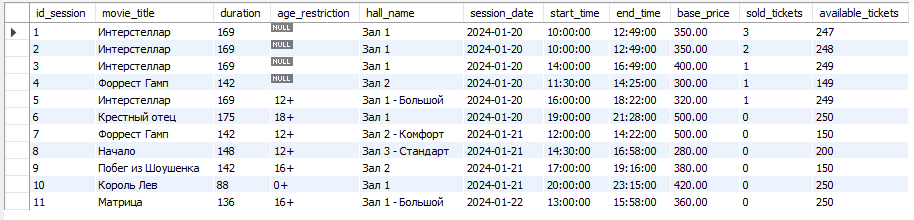 id_session movie_title duration age_restriction hall_name session_date start_time end_time base_price sold_tickets available_tickets
1 Интерстеллар 169 NULL Зал 1 2024-01-20 10:00:00 12:49:00 350.00 3 247
2 Интерстеллар 169 NULL Зал 1 2024-01-20 10:00:00 12:49:00 350.00 2 248
3 Интерстеллар 169 NULL Зал 1 2024-01-20 14:00:00 16:49:00 400.00 1 249
4 Форрест Гамп 142 NULL Зал 2 2024-01-20 11:30:00 14:25:00 300.00 1 149
5 Интерстеллар 169 12+ Зал 1 - Большой 2024-01-20 16:00:00 18:22:00 320.00 1 249
6 Крестный отец 175 18+ Зал 1 2024-01-20 19:00:00 21:28:00 500.00 0 250
7 Форрест Гамп 142 12+ Зал 2 - Комфорт 2024-01-21 12:00:00 14:22:00 500.00 0 150
8 Начало 148 12+ Зал 3 - Стандарт 2024-01-21 14:30:00 16:58:00 280.00 0 200
9 Побег из Шоушенка 142 16+ Зал 2 2024-01-21 17:00:00 19:16:00 380.00 0 150
10 Король Лев 88 0+ Зал 1 2024-01-21 20:00:00 23:15:00 420.00 0 250
11 Матрица 136 16+ Зал 1 - Большой 2024-01-22 13:00:00 15:58:00 360.00 0 250